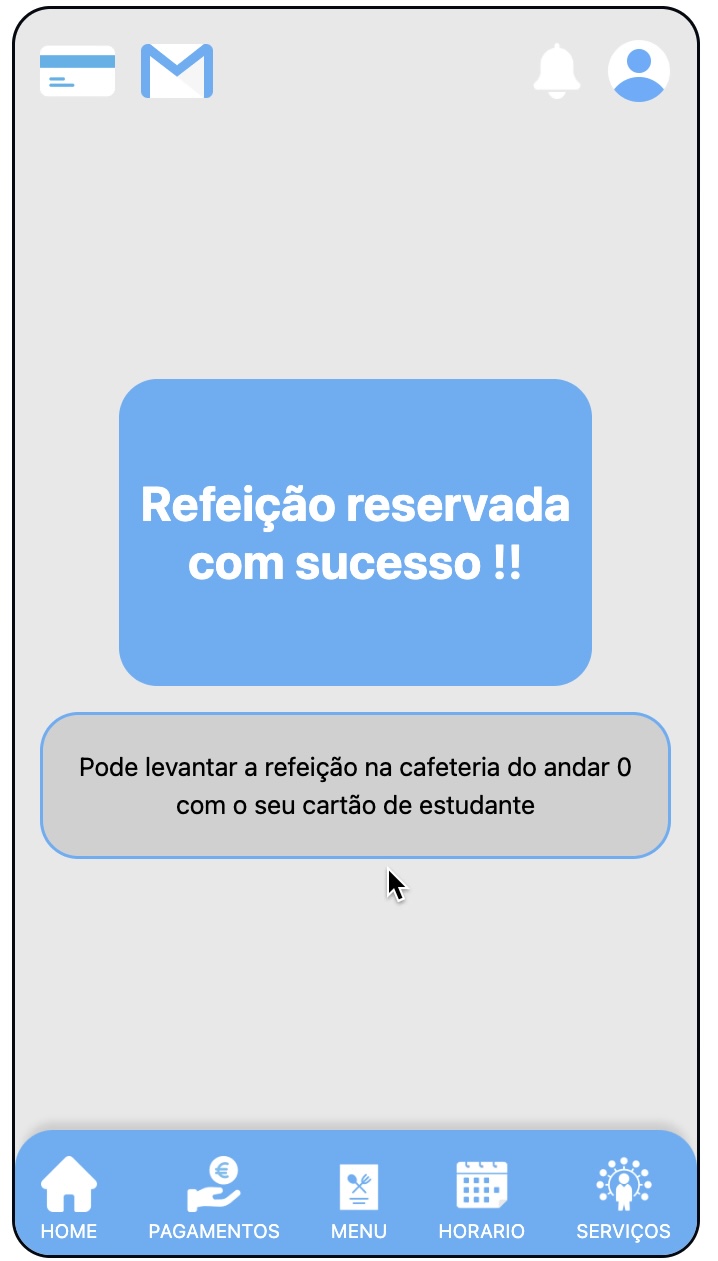 Refeição reservada
com sucesso !!
Pode levantar a refeição na cafeteria do andar 0
com o seu cartão de estudante
HOME PAGAMENTOS MENU HORARIO SERVIÇOS